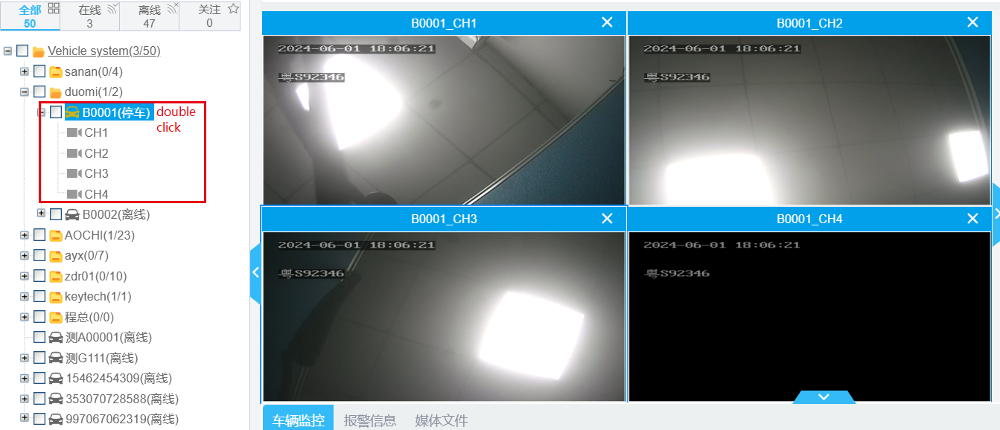 全部 在线 离线 关注
50 3 47 0
Vehicle system(3/50)
sanan(0/4)
duomi(1/2)
B0001(停车) double
click
CH1
CH2
CH3
CH4
B0002(离线)
AOCHI(1/23)
ayx(0/7)
zdr01(0/10)
keytech(1/1)
程总(0/0)
测A00001(离线)
测G111(离线)
15462454309(离线)
353070728588(离线)
997067062319(离线)
B0001_CH1
2024-06-01 18:06:21
粤S92346
B0001_CH2
2024-06-01 18:06:21
粤S92346
B0001_CH3
2024-06-01 18:06:21
粤S92346
B0001_CH4
2024-06-01 18:06:21
粤S92346
车辆监控 报警信息 媒体文件